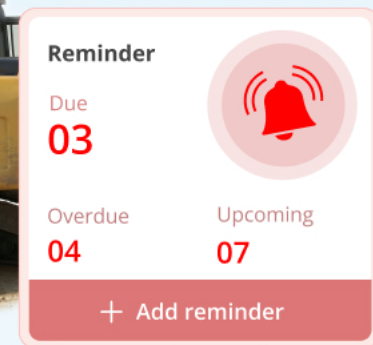 Reminder
Due
03
Overdue
Upcoming
04
07
+ Add reminder